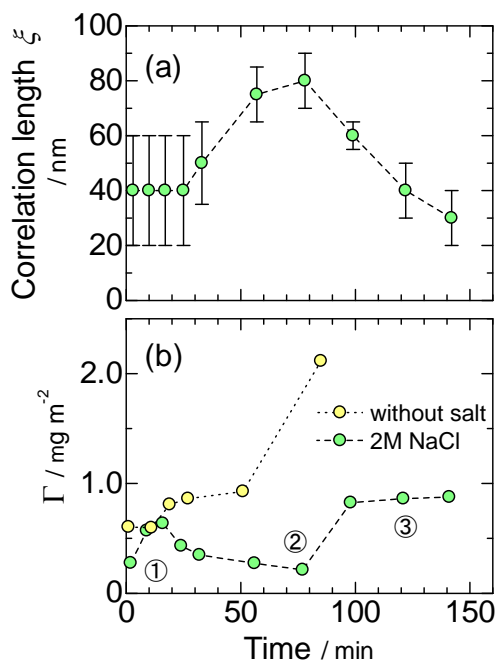 100
80
60
40
20
0
Correlation length ξ
/ nm
(a)
(b)
2.0
1.0
0
Γ / mg m⁻²
without salt
2M NaCl
①
②
③
0 50 100 150
Time / min